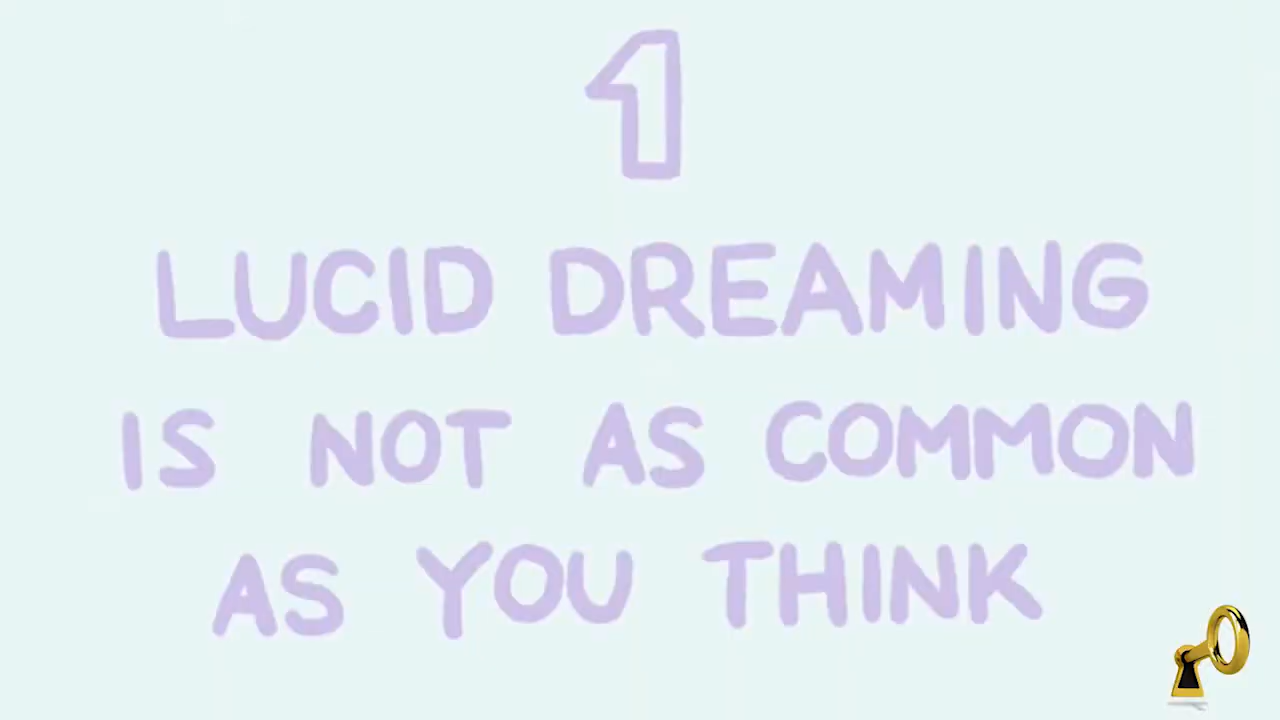 1
LUCID DREAMING
IS NOT AS COMMON
AS YOU THINK